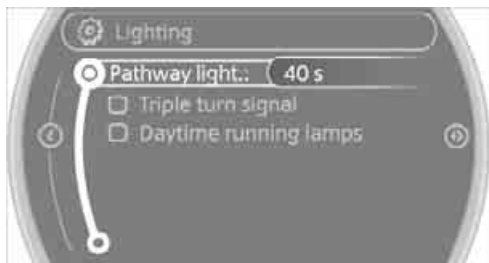 Lighting
Pathway light.: 40 s
Triple turn signal
Daytime running lamps